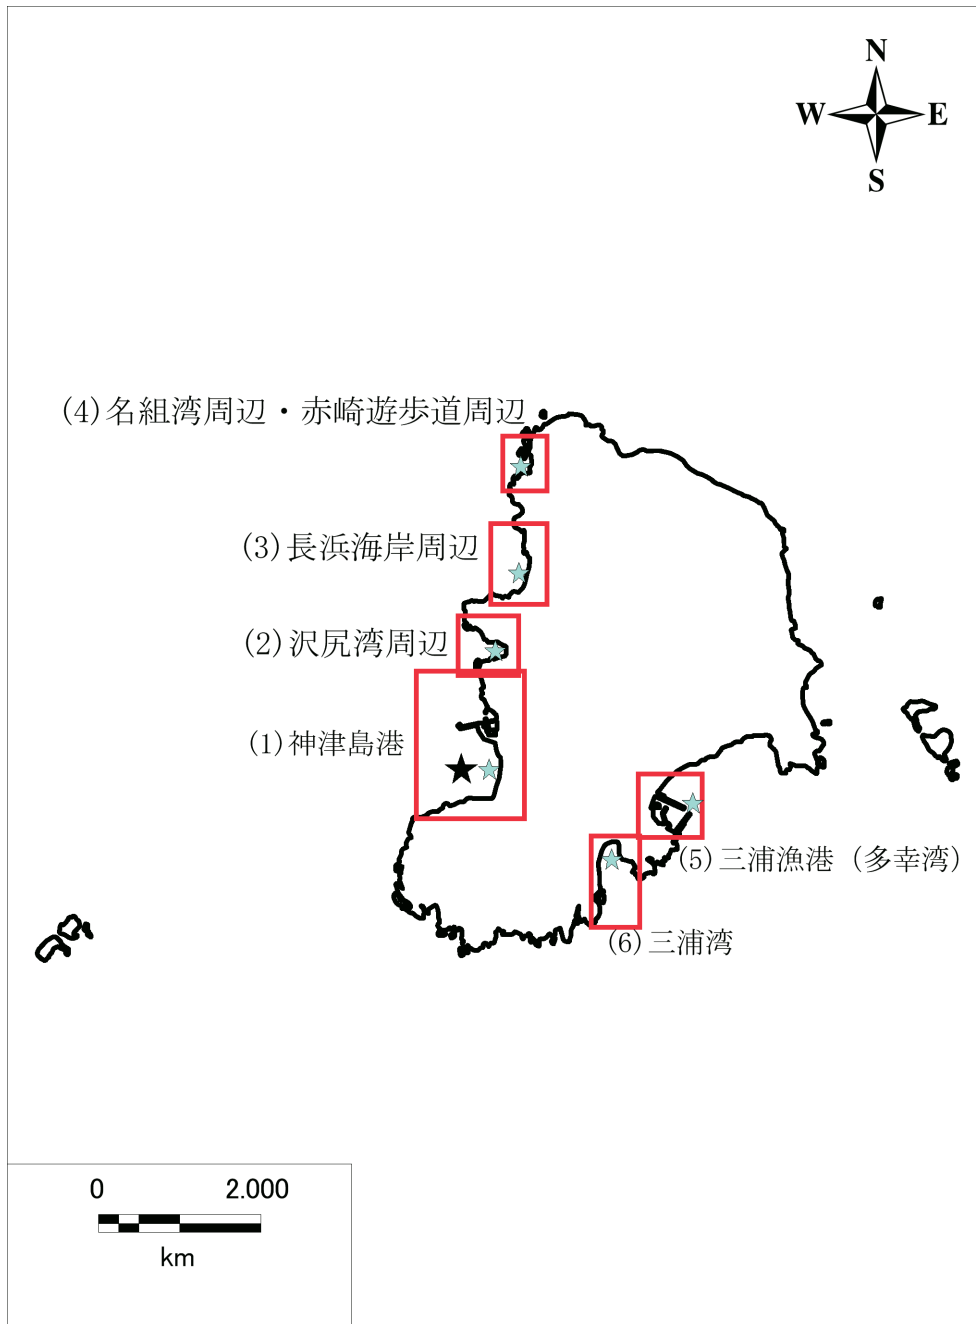 N
W E
S
(4)名組湾周辺・赤崎遊歩道周辺
(3)長浜海岸周辺
(2)沢尻湾周辺
(1)神津島港
(5)三浦漁港（多幸湾）
(6)三浦湾
0 2.000
km